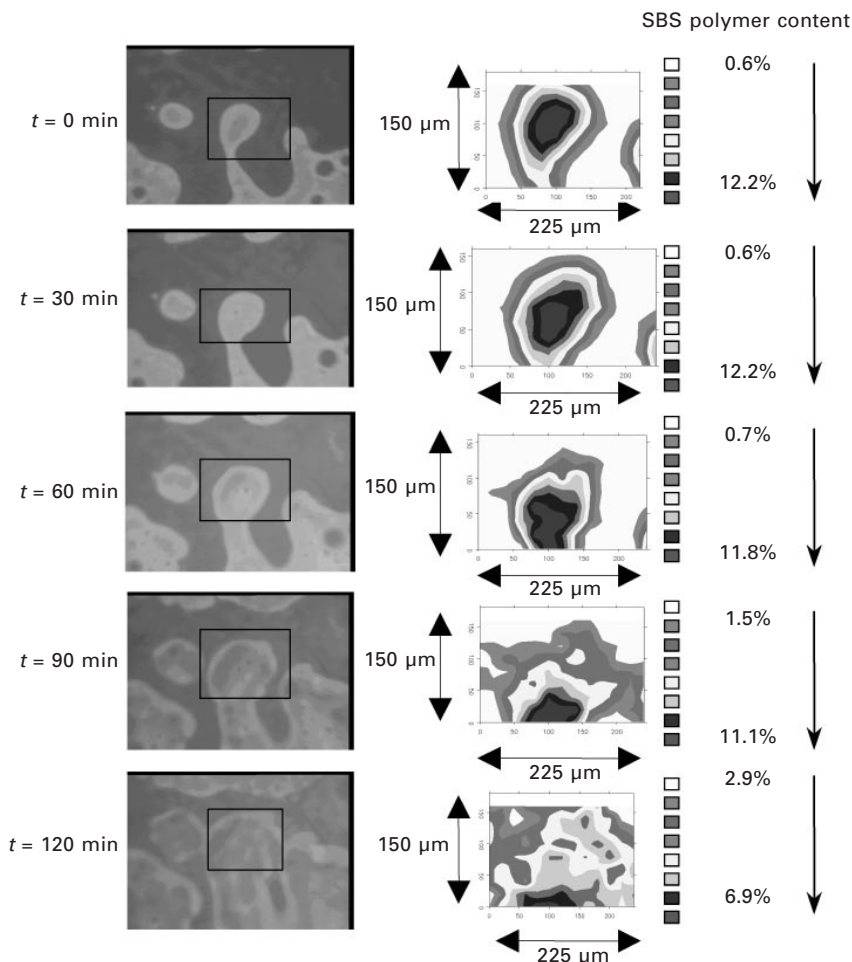 SBS polymer content
t = 0 min
150 µm
225 µm
0.6%
12.2%
t = 30 min
150 µm
225 µm
0.6%
12.2%
t = 60 min
150 µm
225 µm
0.7%
11.8%
t = 90 min
150 µm
225 µm
1.5%
11.1%
t = 120 min
150 µm
225 µm
2.9%
6.9%